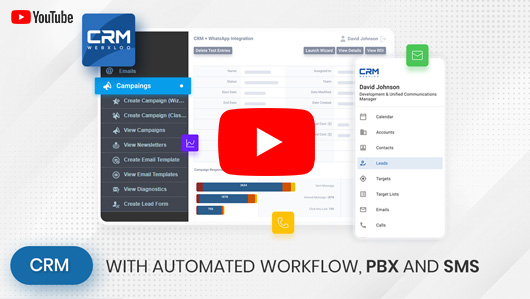 YouTube
CRM
WEBXLOO
CRM + WhatsApp Integration
David Johnson
Delete Test Entries
Launch Wizard
View Details
View ROI
Emails
Campaings
Create Campaign (Wiz...
Create Campaign (Clas...
View Campaigns
View Newsletters
Create Email Template
View Email Templates
View Diagnostics
Create Lead Form
Name:
Status:
Start Date:
End Date:
Assigned to:
Team:
Date Modified:
Date Created:
CRM
David Johnson
Development & Unified Communications
Manager
Calendar
Accounts
Contacts
Leads
Targets
Target Lists
Emails
Calls
CRM
WITH AUTOMATED WORKFLOW, PBX AND SMS